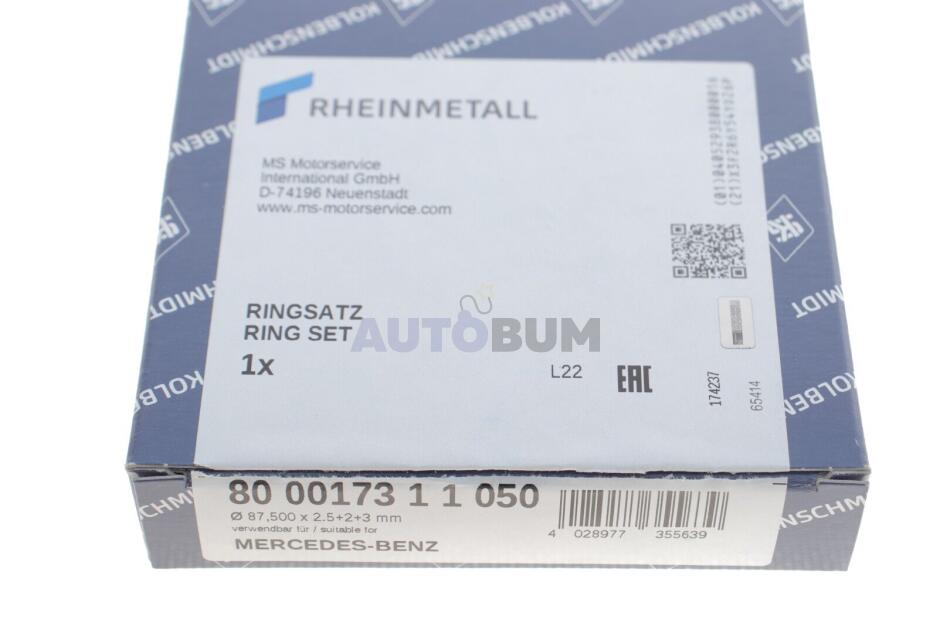 KOLBENSCHMIDT
KOLBENSCHMIDT
RHEINMETALL
MS Motorservice
International GmbH
D-74196 Neuenstadt
www.ms-motorservice.com
RINGSATZ
RING SET
1x
AUTOBUM
L22
EAC
174237
65414
KOLBENSCHMIDT
80 00173 1 1 050
Ø 87,500 x 2.5+2+3 mm
verwendbar für / suitable for
MERCEDES-BENZ
4 028977 355639